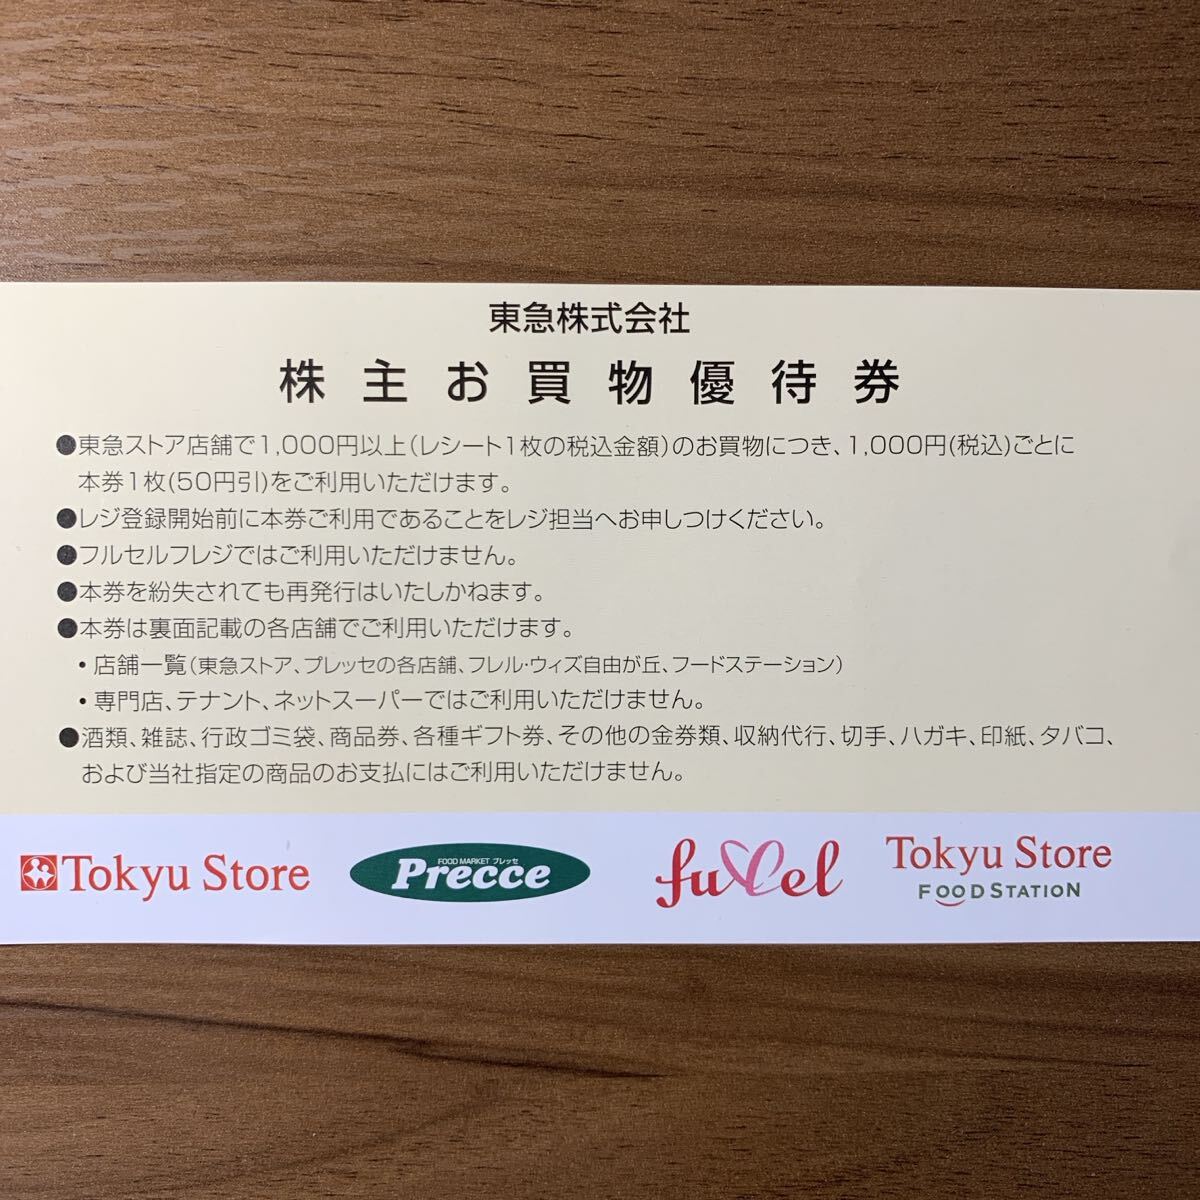 東急株式会社
株主お買物優待券
●東急ストア店舗で1,000円以上(レシート1枚の税込金額)のお買物につき、1,000円(税込)ごとに
本券1枚(50円引)をご利用いただけます。
●レジ登録開始前に本券ご利用であることをレジ担当へお申しつけください。
●フルセルフレジではご利用いただけません。
●本券を紛失されても再発行はいたしかねます。
●本券は裏面記載の各店舗でご利用いただけます。
・店舗一覧(東急ストア、プレッセの各店舗、フレル・ウィズ自由が丘、フードステーション)
・専門店、テナント、ネットスーパーではご利用いただけません。
●酒類、雑誌、行政ゴミ袋、商品券、各種ギフト券、その他の金券類、収納代行、切手、ハガキ、印紙、タバコ、
および当社指定の商品のお支払にはご利用いただけません。
Tokyu Store
FOOD MARKET プレッセ
Precce
fullel
Tokyu Store
FOODSTATION